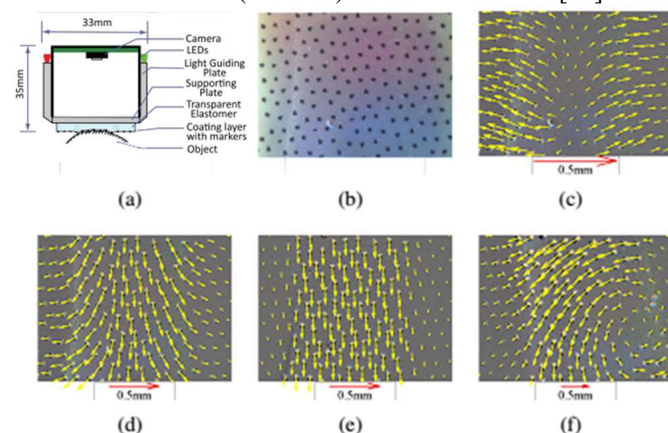 33mm
35mm
Camera
LEDs
Light Guiding
Plate
Supporting
Plate
Transparent
Elastomer
Coating layer
with markers
Object
0.5mm
(a)
(b)
(c)
0.5mm
0.5mm
0.5mm
(d)
(e)
(f)